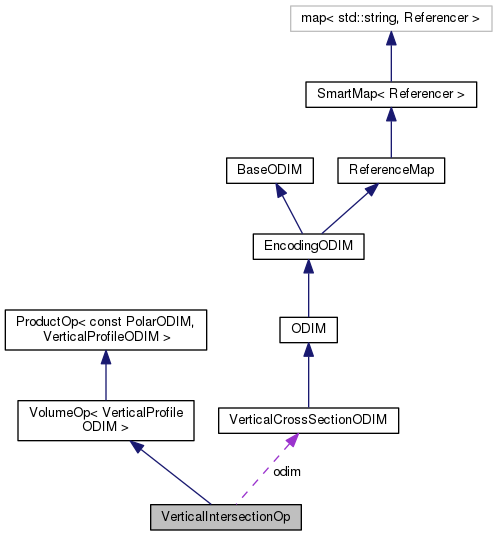 map< std::string, Referencer >
SmartMap< Referencer >
BaseODIM
ReferenceMap
EncodingODIM
ProductOp< const PolarODIM,
VerticalProfileODIM >
ODIM
VolumeOp< VerticalProfile
ODIM >
VerticalCrossSectionODIM
odim
VerticalIntersectionOp